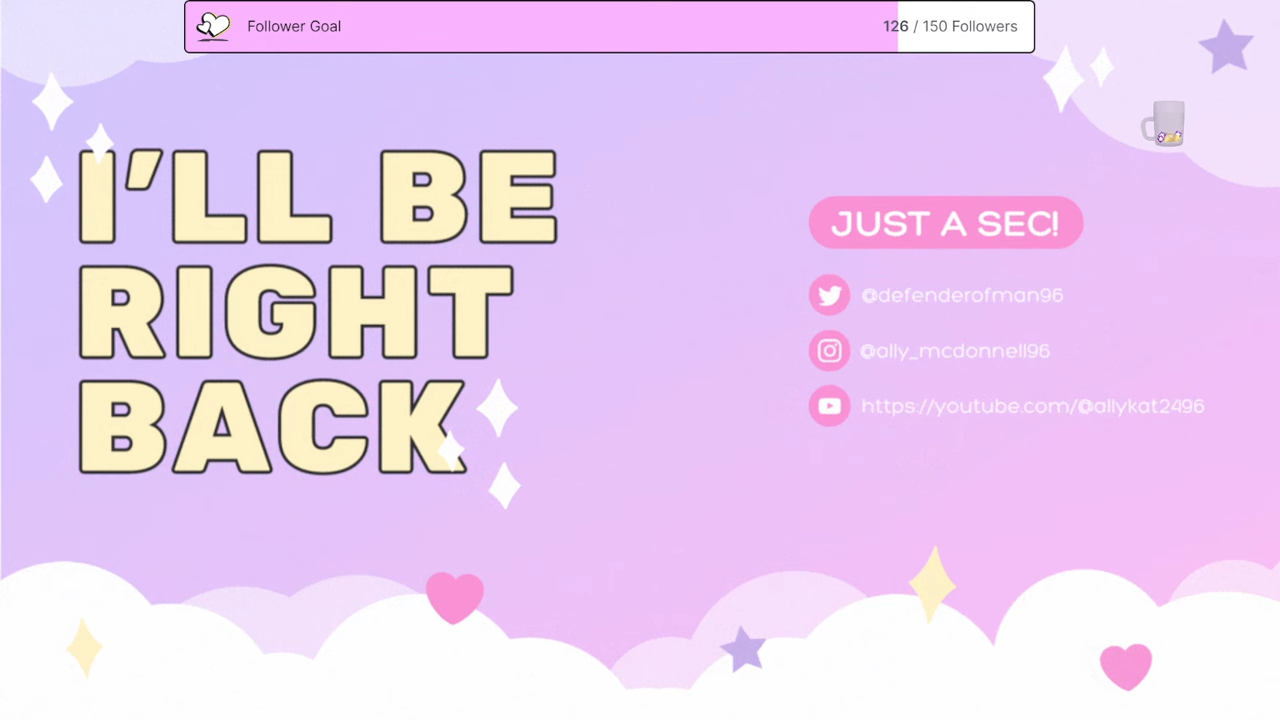 Follower Goal
126 / 150 Followers
I'LL BE
RIGHT
BACK
JUST A SEC!
@defenderofman96
@ally_mcdonnell96
https://youtube.com/@allykat2496